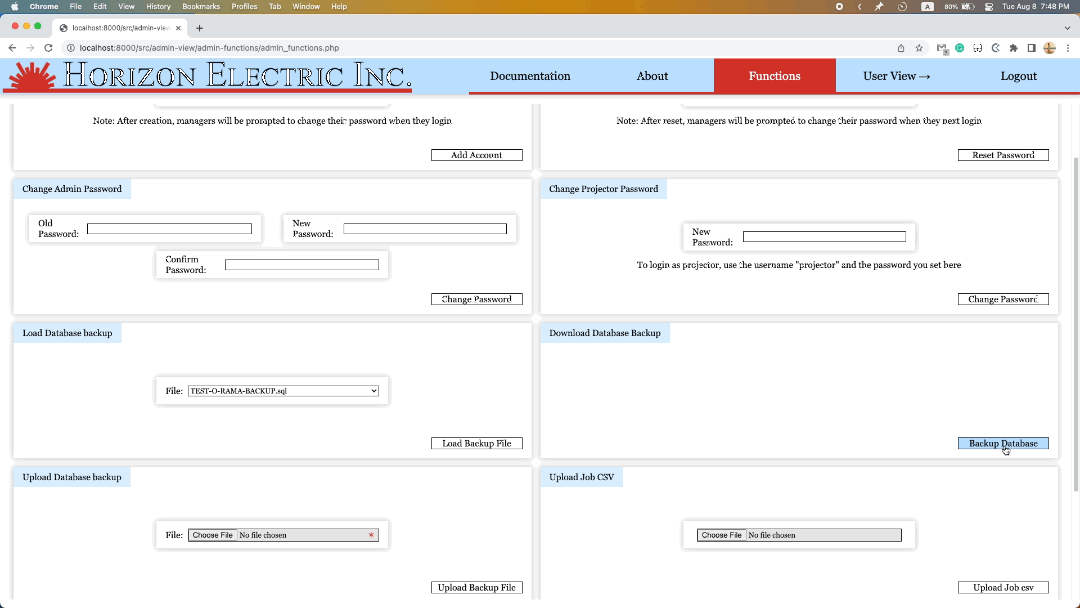 Chrome File Edit View History Bookmarks Profiles Tab Window Help
A 80% Tue Aug 8 7:48 PM
localhost:8000/src/admin-view
localhost:8000/src/admin-view/admin-functions/admin_functions.php
HORIZON ELECTRIC INC.
Documentation About Functions User View → Logout
Note: After creation, managers will be prompted to change their password when they login
Add Account
Note: After reset, managers will be prompted to change their password when they next login
Reset Password
Change Admin Password
Old
Password:
New
Password:
Confirm
Password:
Change Password
Change Projector Password
New
Password:
To login as projector, use the username "projector" and the password you set here
Change Password
Load Database backup
File: TEST-O-RAMA-BACKUP.sql
Load Backup File
Download Database Backup
Backup Database
Upload Database backup
File: Choose File No file chosen *
Upload Backup File
Upload Job CSV
Choose File No file chosen
Upload Job csv